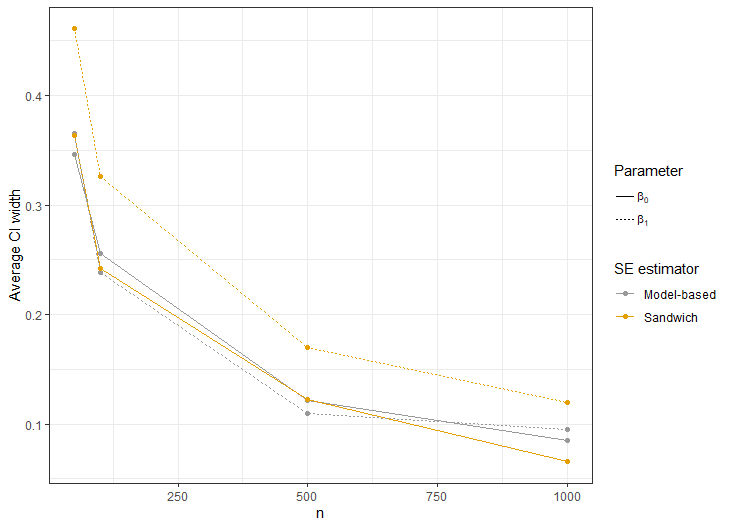 Average CI width
0.4
0.3
0.2
0.1
250
500
750
1000
n
Parameter
β₀
β₁
SE estimator
Model-based
Sandwich